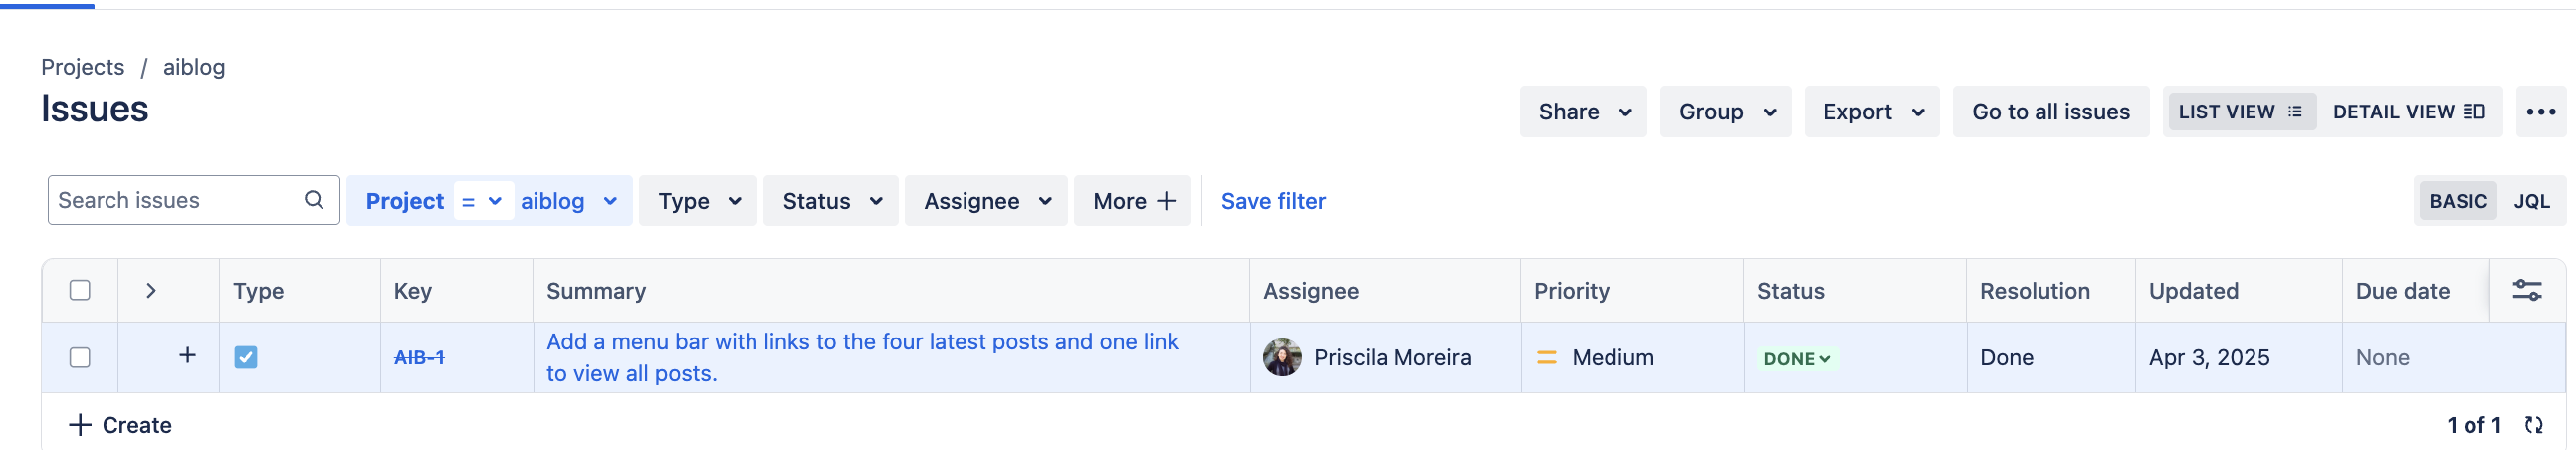 Projects / aiblog
Issues
Share Group Export Go to all issues LIST VIEW DETAIL VIEW
Search issues Project = aiblog Type Status Assignee More Save filter BASIC JQL
Type Key Summary Assignee Priority Status Resolution Updated Due date
AIB-1 Add a menu bar with links to the four latest posts and one link
to view all posts. Priscila Moreira Medium DONE Done Apr 3, 2025 None
Create 1 of 1